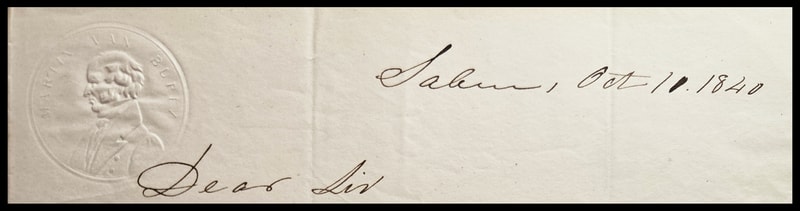 MARTIN VAN BUREN
Salem, Oct 10. 1840
Dear Sir